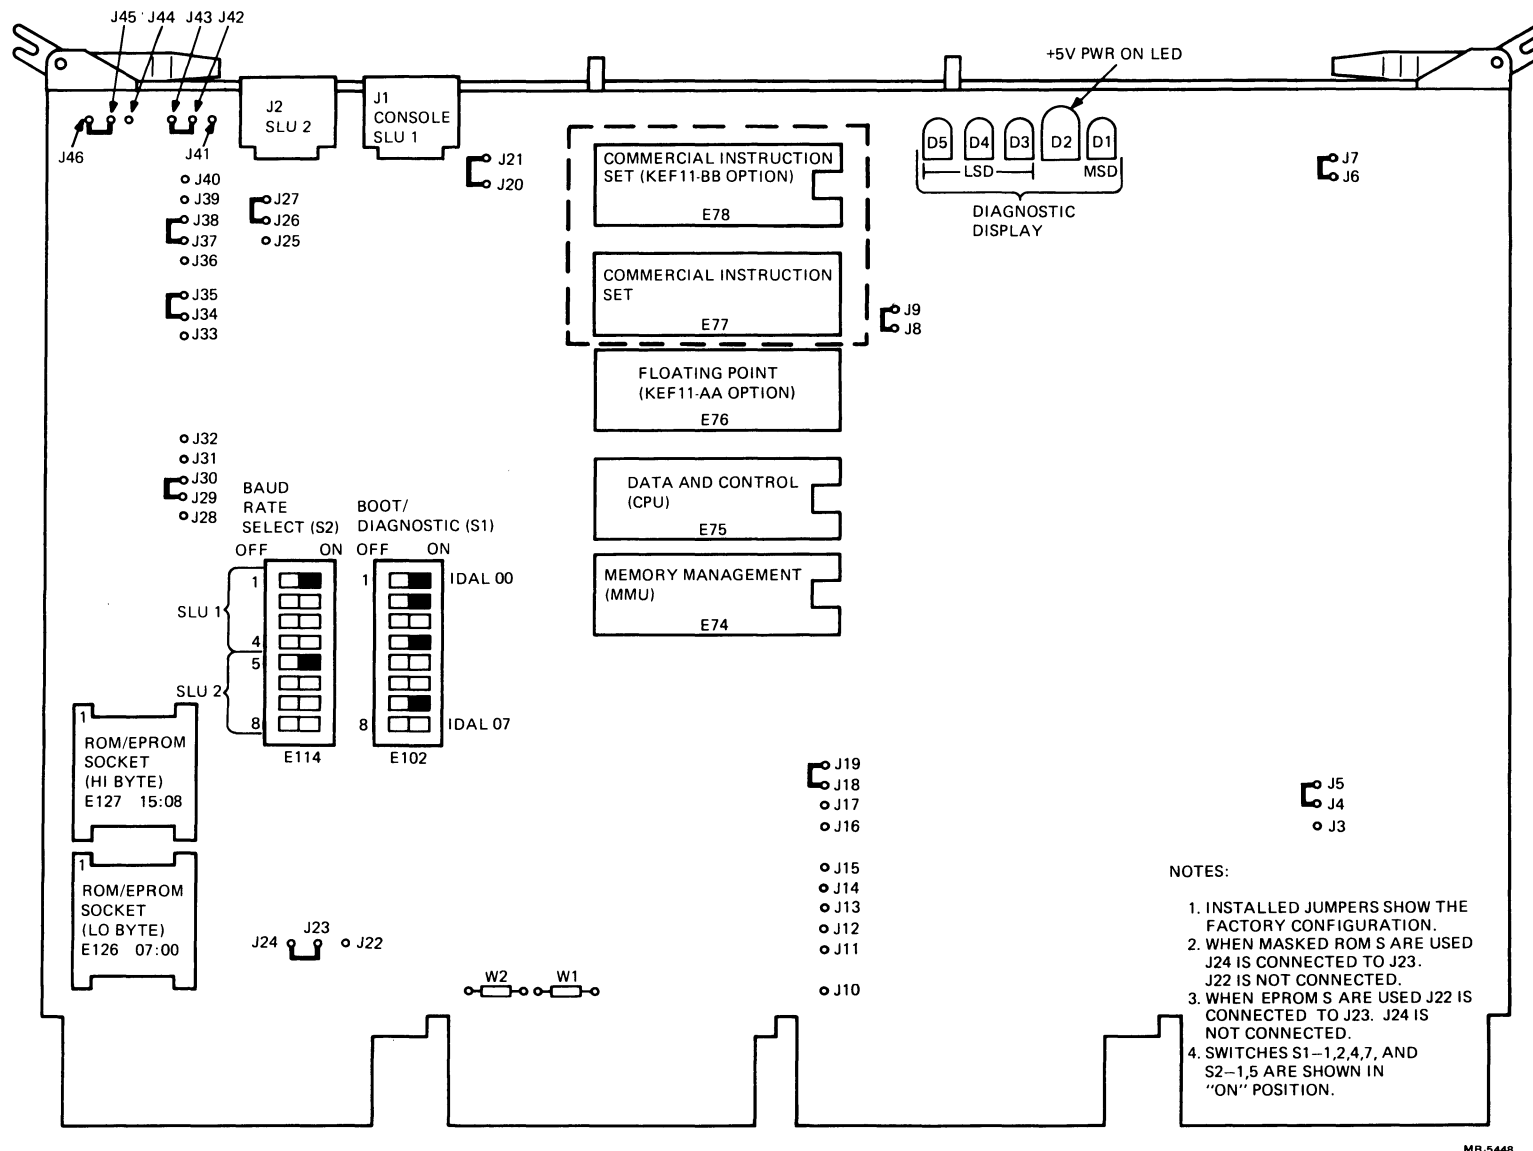 J45 J44 J43 J42
J46
J41
J2
SLU 2
J1
CONSOLE
SLU 1
+5V PWR ON LED
D5 D4 D3 D2 D1
LSD
MSD
DIAGNOSTIC
DISPLAY
J7
J6
J21
J20
COMMERCIAL INSTRUCTION
SET (KEF11-BB OPTION)
E78
COMMERCIAL INSTRUCTION
SET
E77
J9
J8
FLOATING POINT
(KEF11-AA OPTION)
E76
DATA AND CONTROL
(CPU)
E75
MEMORY MANAGEMENT
(MMU)
E74
J40
J39
J38
J37
J36
J27
J26
J25
J35
J34
J33
J32
J31
J30
J29
J28
BAUD
RATE
SELECT (S2)
OFF ON
BOOT/
DIAGNOSTIC (S1)
OFF ON
1
4
5
8
SLU 1
SLU 2
E114
1
8
IDAL 00
IDAL 07
E102
1
ROM/EPROM
SOCKET
(HI BYTE)
E127 15:08
1
ROM/EPROM
SOCKET
(LO BYTE)
E126 07:00
J24 J23 J22
W2 W1
J19
J18
J17
J16
J15
J14
J13
J12
J11
J10
J5
J4
J3
NOTES:
1. INSTALLED JUMPERS SHOW THE
FACTORY CONFIGURATION.
2. WHEN MASKED ROM S ARE USED
J24 IS CONNECTED TO J23.
J22 IS NOT CONNECTED.
3. WHEN EPROM S ARE USED J22 IS
CONNECTED TO J23. J24 IS
NOT CONNECTED.
4. SWITCHES S1–1,2,4,7, AND
S2–1,5 ARE SHOWN IN
"ON" POSITION.
MR-5448